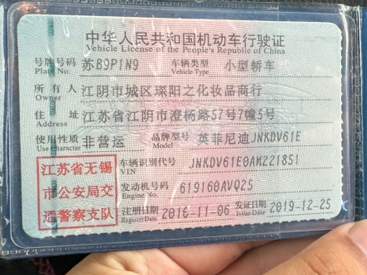 中华人民共和国机动车行驶证
Vehicle License of the People's Republic of China
号牌号码 苏B9P1N9 车辆类型 小型轿车
Plate No. Vehicle Type
所有人 江阴市城区璨阳之化妆品商行
Owner
住址 江苏省江阴市澄杨路57号7幢5号
Address
使用性质 非营运 品牌型号 英菲尼迪JNKDV61E
Use Character Model
江苏省无锡
市公安局交
通警察支队
车辆识别代号 JNKDV61E0AM221851
VIN
发动机号码 619160AVQ25
Engine No.
注册日期 2010-11-06 发证日期 2019-12-25
Register Date Issue Date